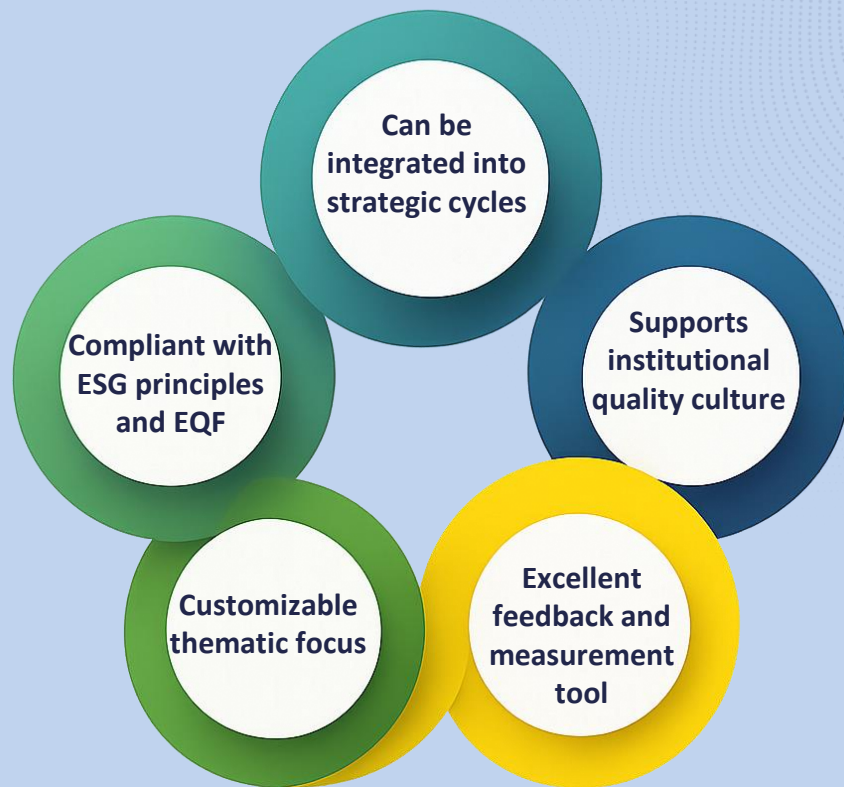 Can be
integrated into
strategic cycles
Supports
institutional
quality culture
Excellent
feedback and
measurement
tool
Customizable
thematic focus
Compliant with
ESG principles
and EQF